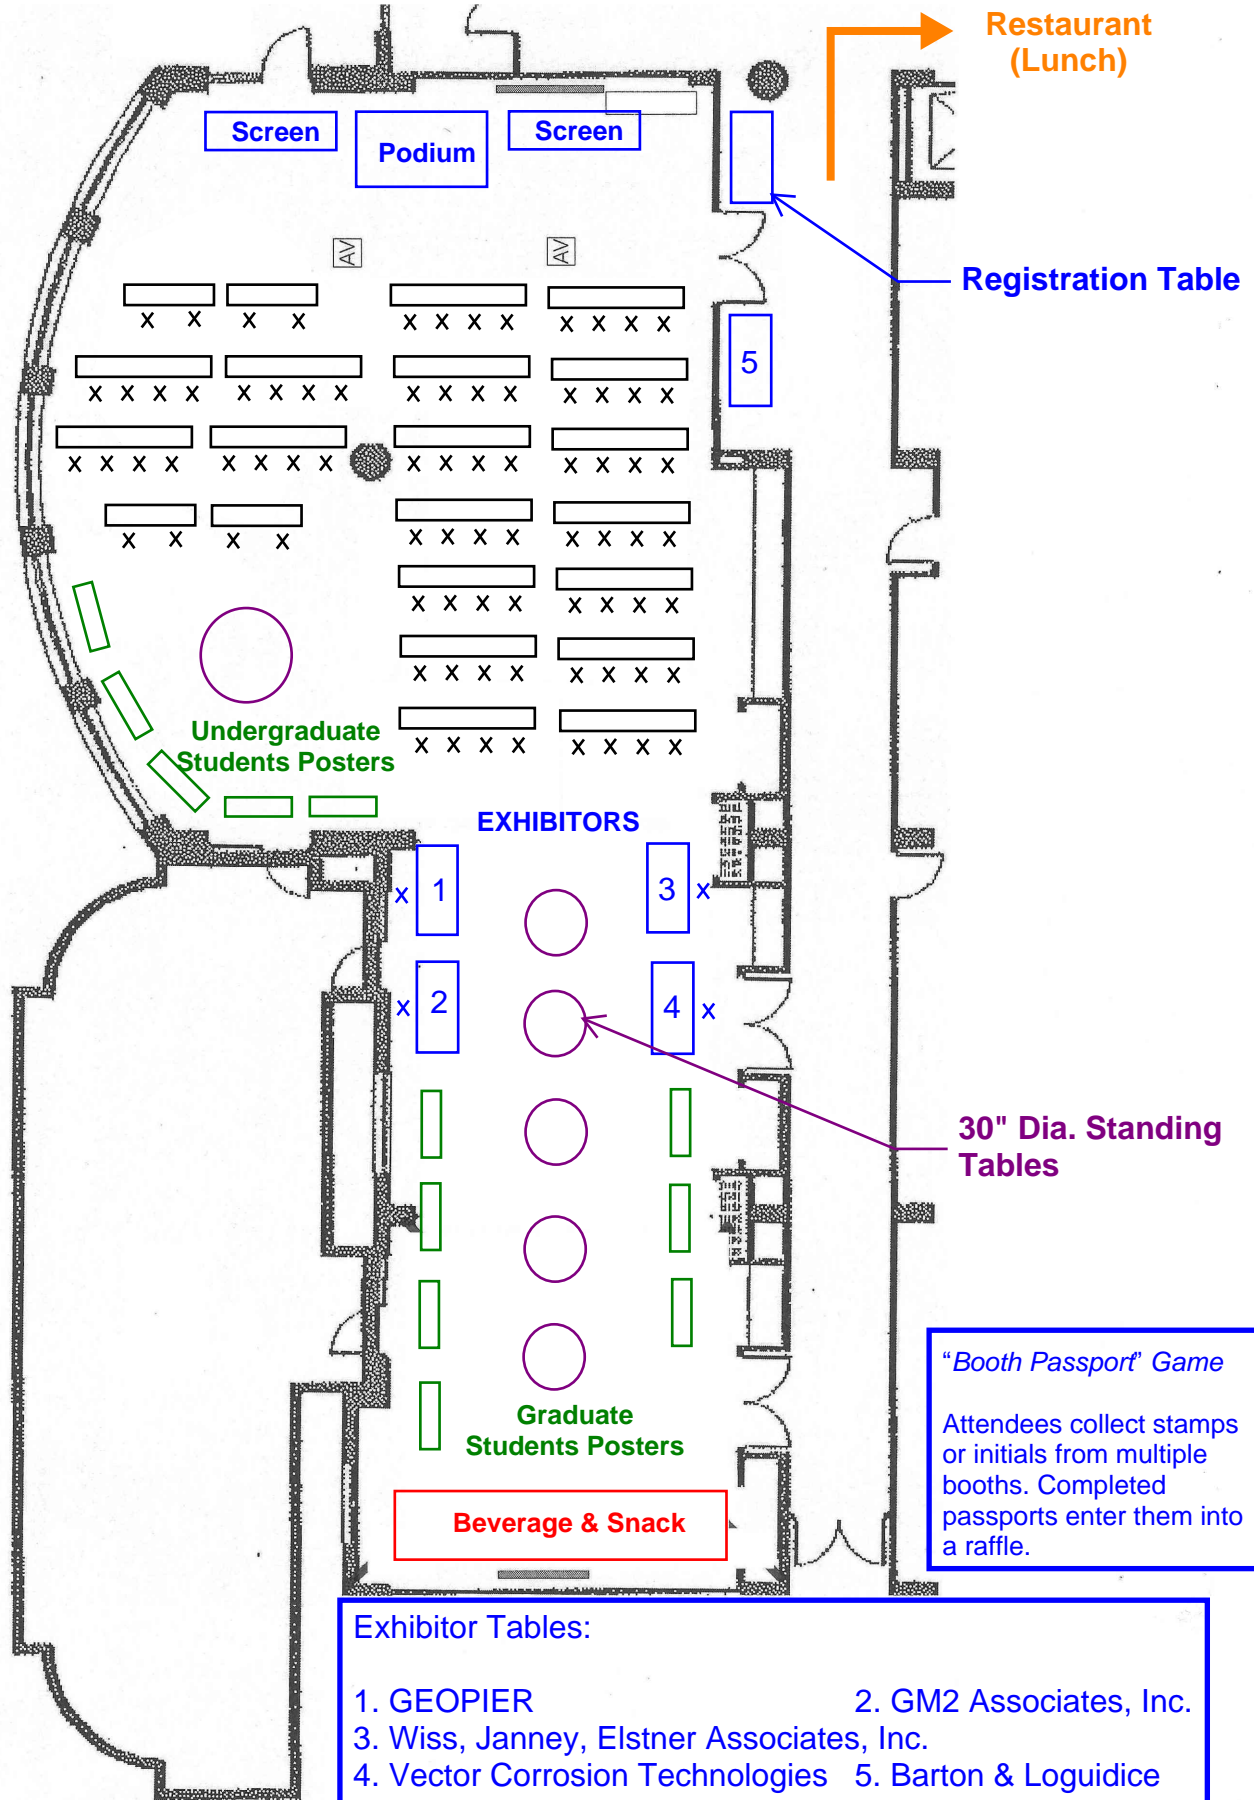 Restaurant
(Lunch)
Screen
Podium
Screen
AV
AV
Registration Table
5
x x x x x x x x x x x x
x x x x x x x x x x x x x x x x
x x x x x x x x x x x x x x x x
x x x x x x x x x x x x
x x x x x x x x
x x x x x x x x
x x x x x x x x
Undergraduate
Students Posters
EXHIBITORS
x 1
3 x
x 2
4 x
30" Dia. Standing
Tables
Graduate
Students Posters
Beverage & Snack
“Booth Passport” Game
Attendees collect stamps
or initials from multiple
booths. Completed
passports enter them into
a raffle.
Exhibitor Tables:
1. GEOPIER 2. GM2 Associates, Inc.
3. Wiss, Janney, Elstner Associates, Inc.
4. Vector Corrosion Technologies 5. Barton & Loguidice